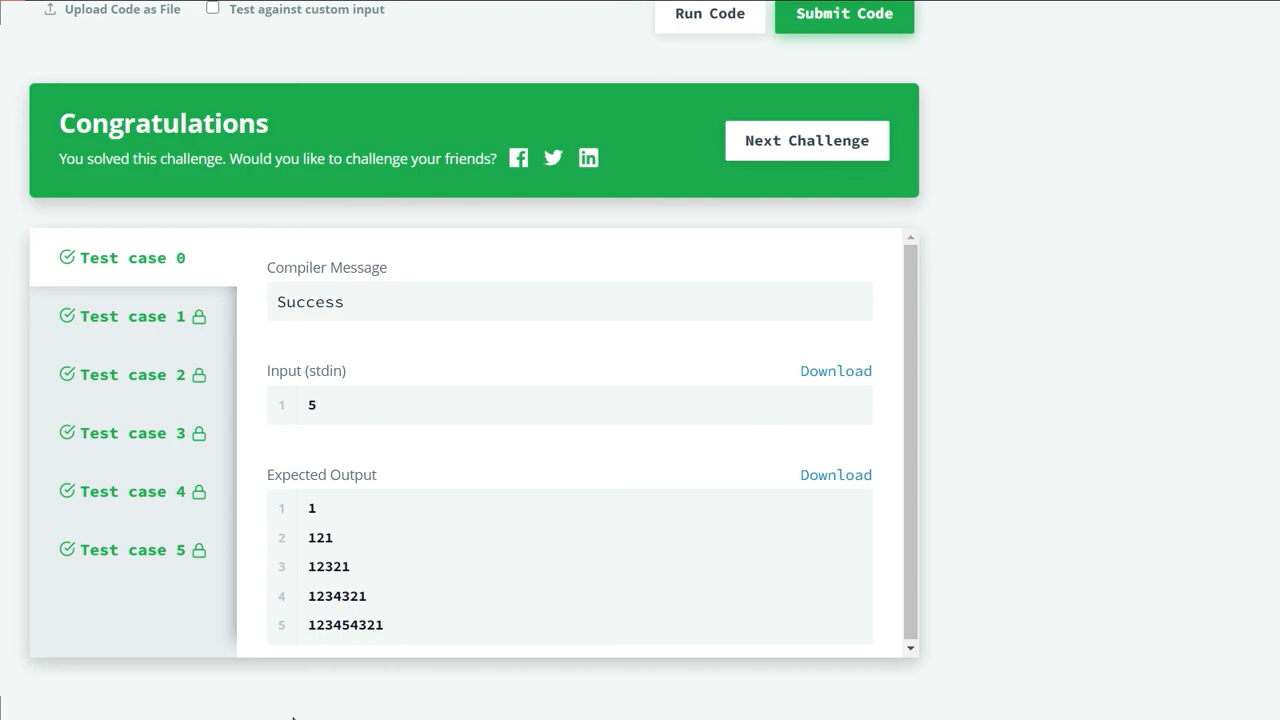 Upload Code as File
Test against custom input
Run Code
Submit Code
Congratulations
You solved this challenge. Would you like to challenge your friends?
Next Challenge
Test case 0
Test case 1
Test case 2
Test case 3
Test case 4
Test case 5
Compiler Message
Success
Input (stdin)
Download
1 5
Expected Output
Download
1 1
2 121
3 12321
4 1234321
5 123454321